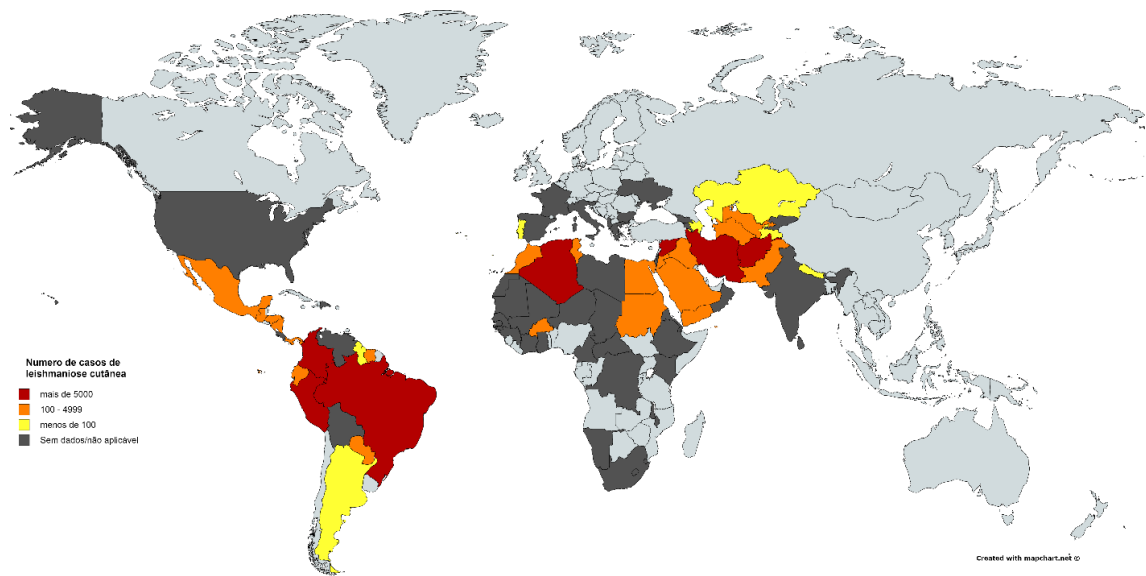 Numero de casos de
leishmaniose cutânea
mais de 5000
100 - 4999
menos de 100
Sem dados/não aplicável
Created with mapchart.net ©